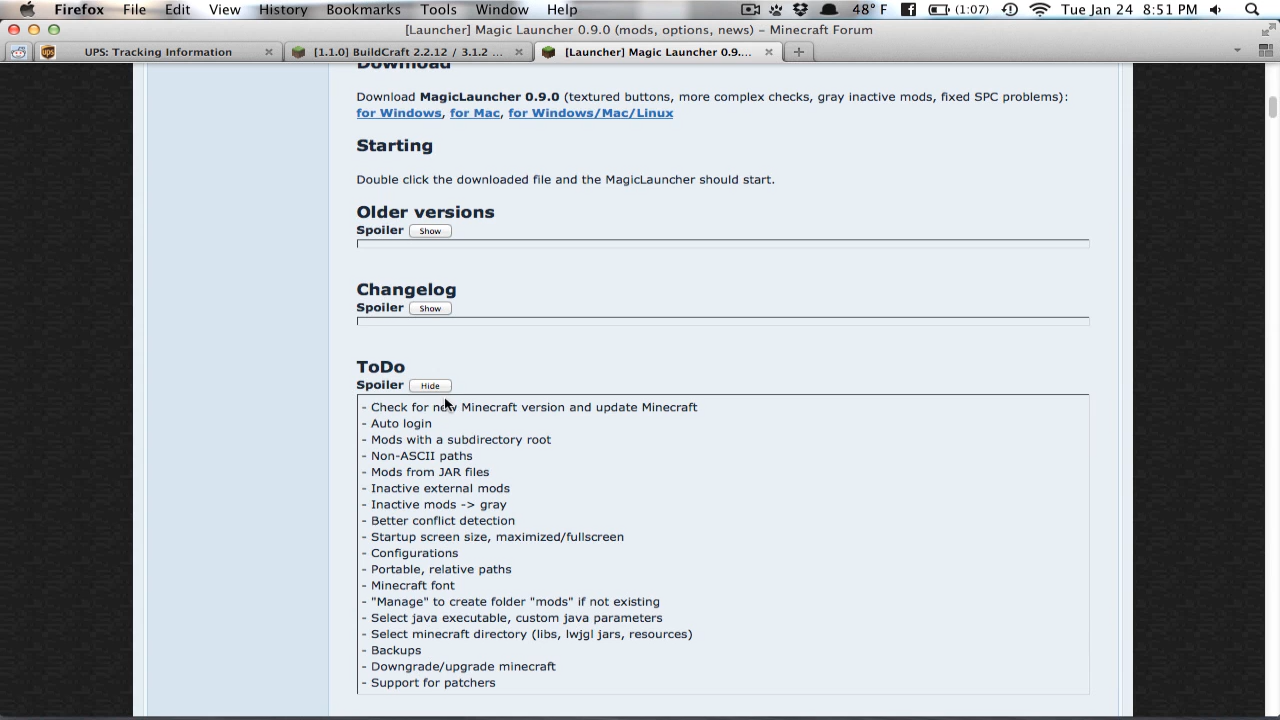 Firefox File Edit View History Bookmarks Tools Window Help 48° F (1:07) Tue Jan 24 8:51 PM
[Launcher] Magic Launcher 0.9.0 (mods, options, news) – Minecraft Forum
UPS: Tracking Information [1.1.0] BuildCraft 2.2.12 / 3.1.2 ... [Launcher] Magic Launcher 0.9....
Download
Download MagicLauncher 0.9.0 (textured buttons, more complex checks, gray inactive mods, fixed SPC problems):
for Windows, for Mac, for Windows/Mac/Linux
Starting
Double click the downloaded file and the MagicLauncher should start.
Older versions
Spoiler Show
Changelog
Spoiler Show
ToDo
Spoiler Hide
- Check for new Minecraft version and update Minecraft
- Auto login
- Mods with a subdirectory root
- Non-ASCII paths
- Mods from JAR files
- Inactive external mods
- Inactive mods -> gray
- Better conflict detection
- Startup screen size, maximized/fullscreen
- Configurations
- Portable, relative paths
- Minecraft font
- "Manage" to create folder "mods" if not existing
- Select java executable, custom java parameters
- Select minecraft directory (libs, lwjgl jars, resources)
- Backups
- Downgrade/upgrade minecraft
- Support for patchers